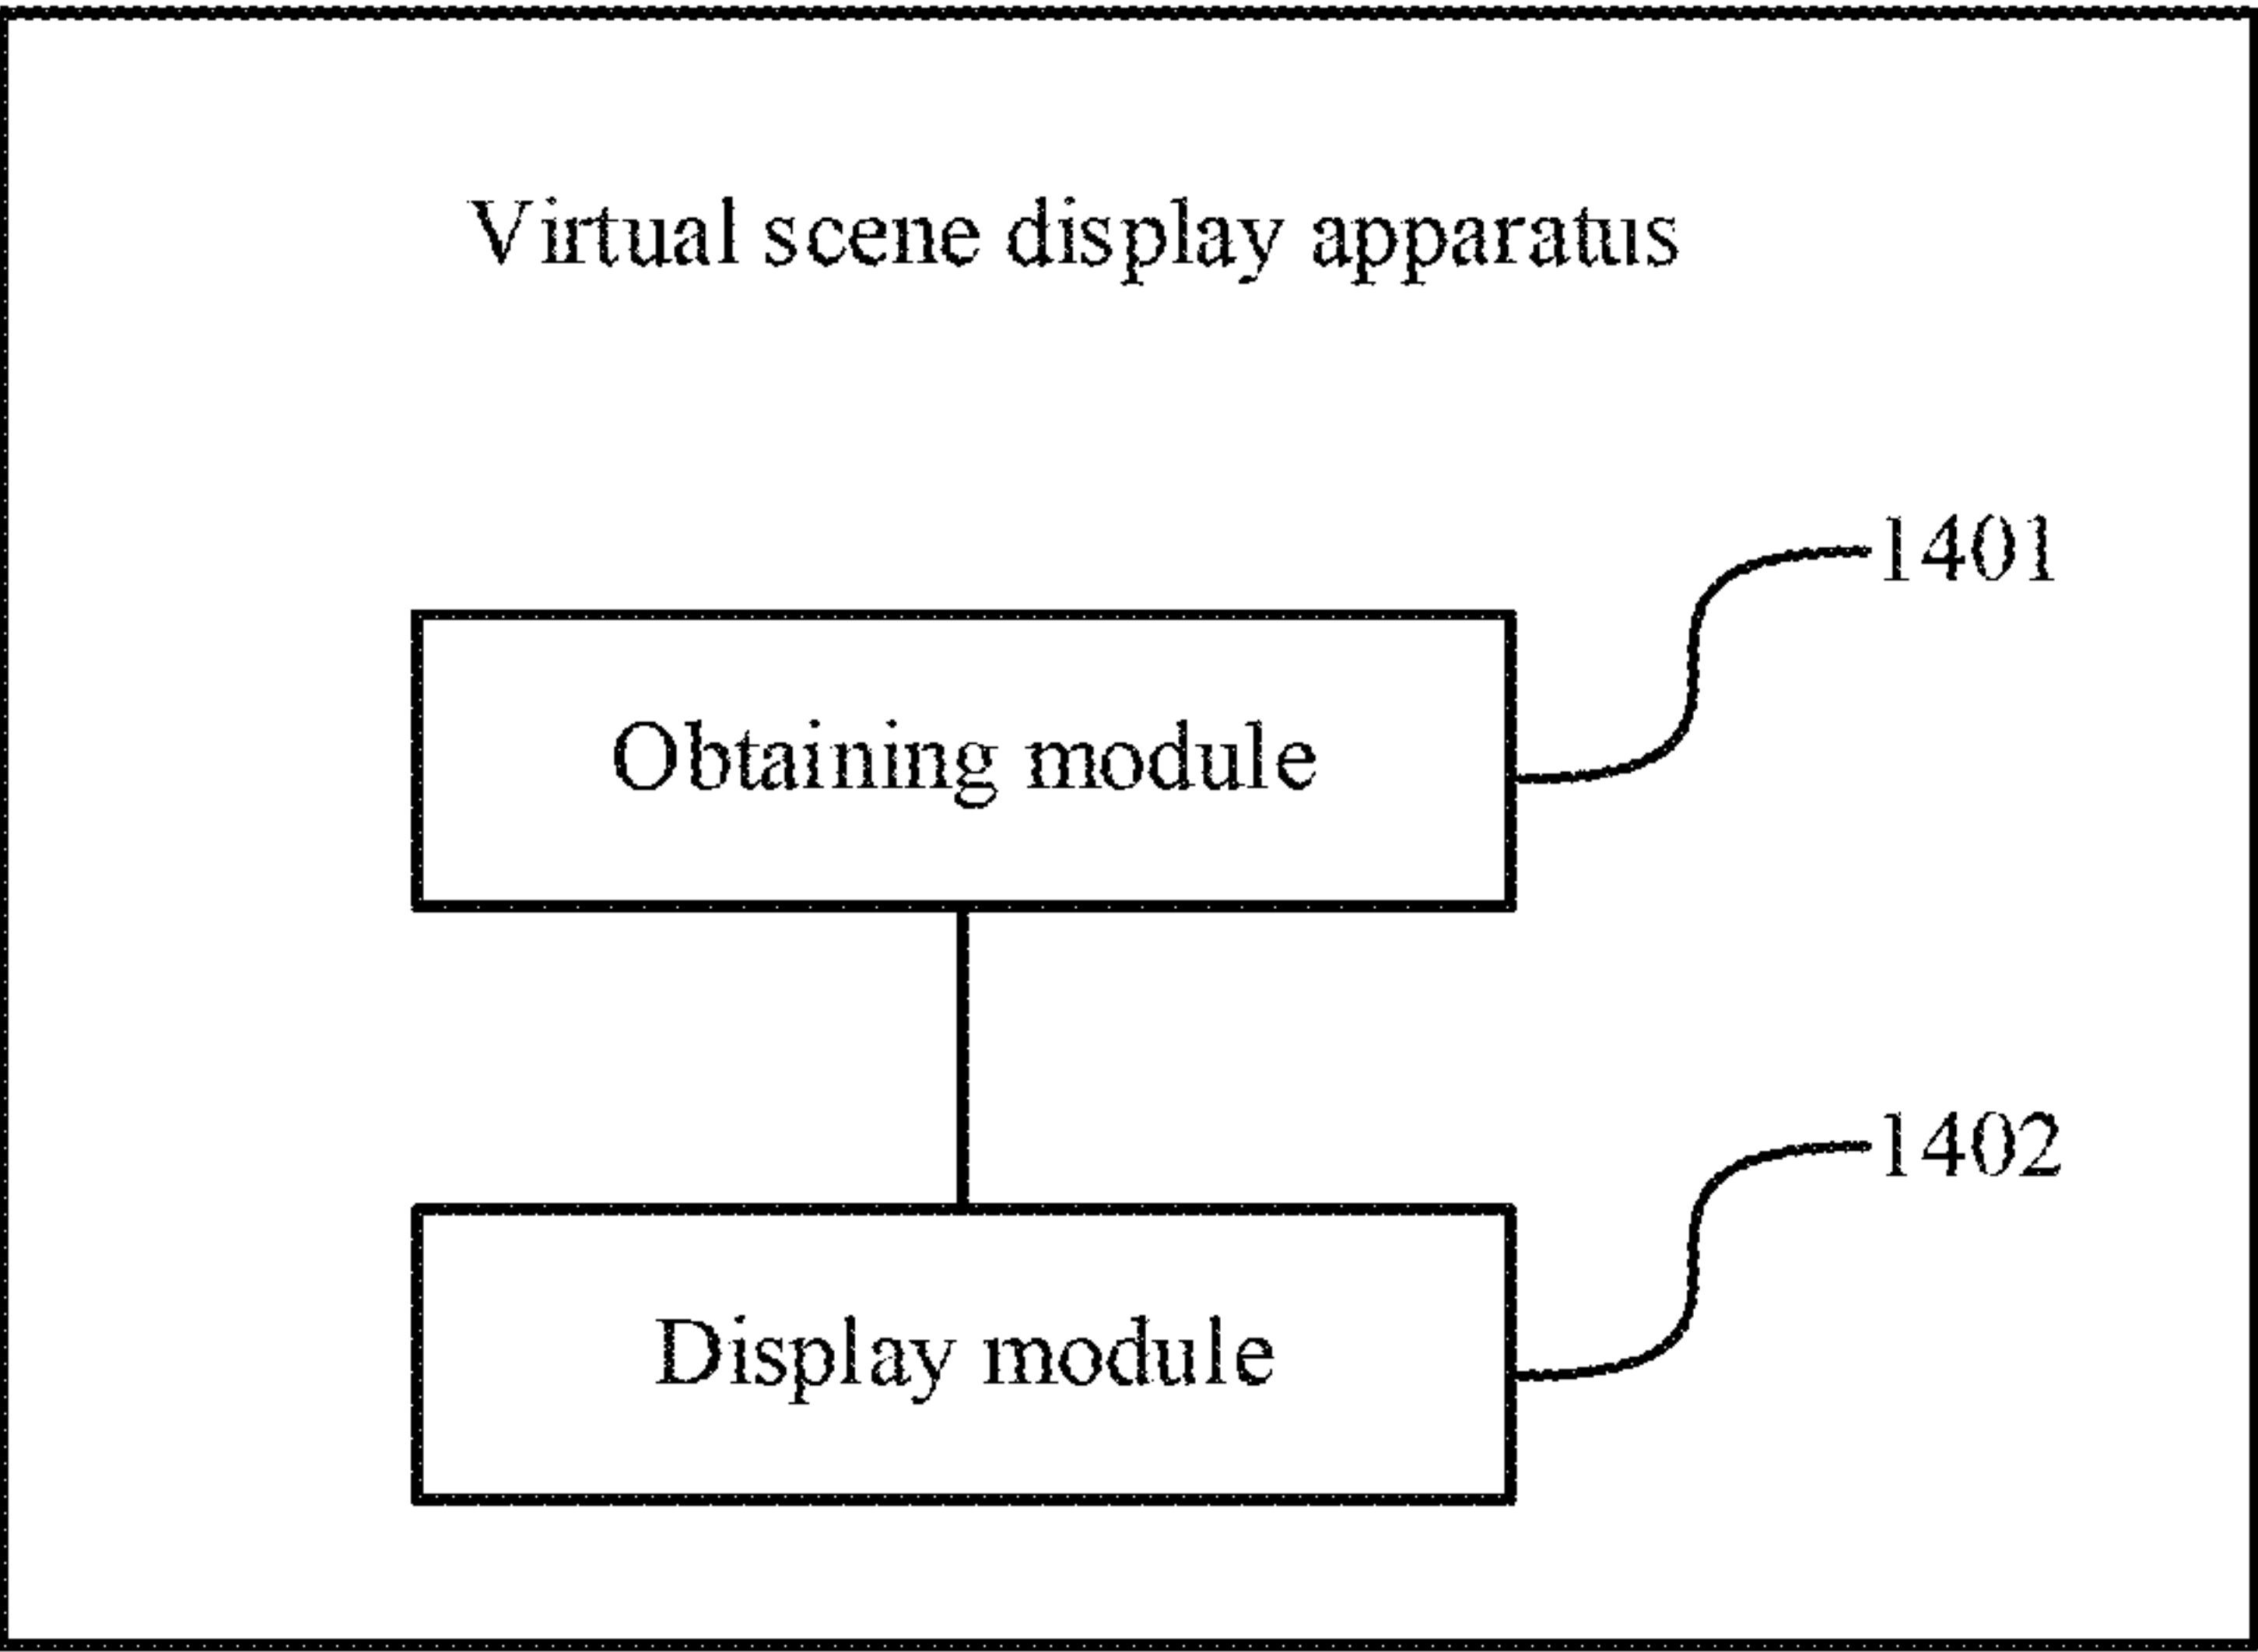 Virtual scene display apparatus
1401
Obtaining module
1402
Display module